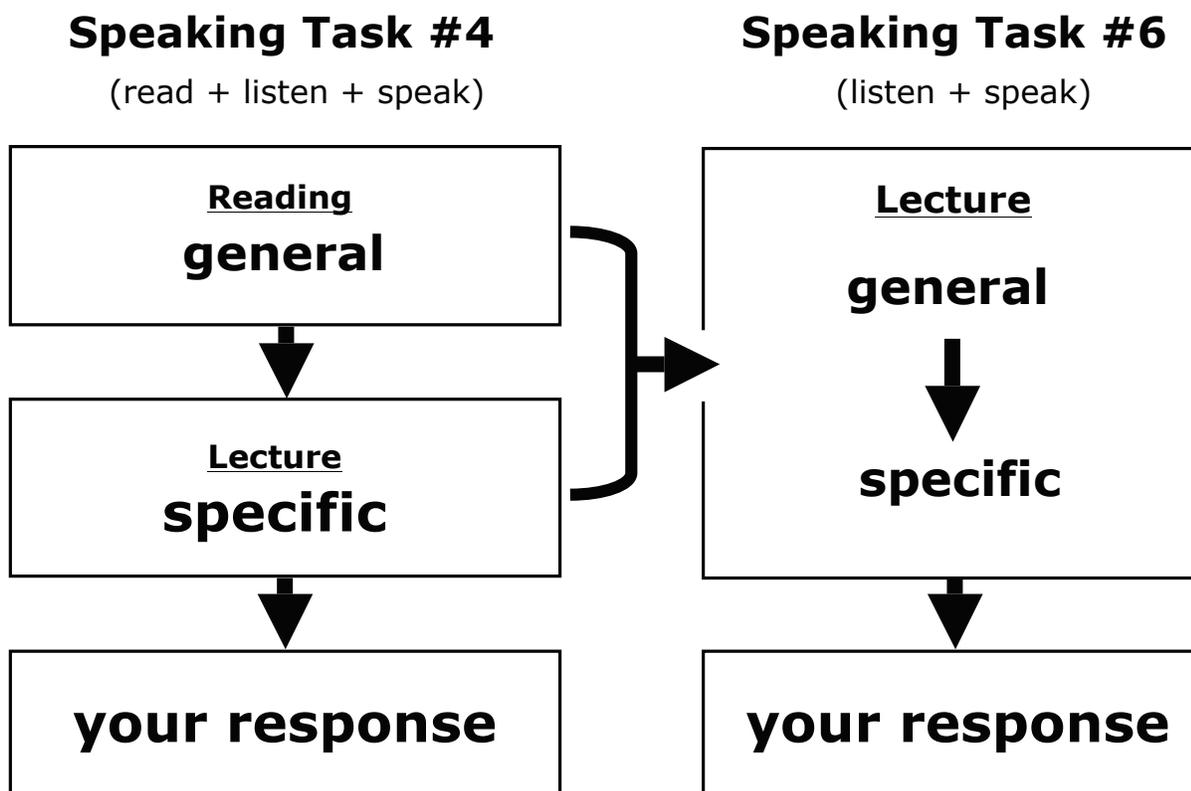 Speaking Task #4
(read + listen + speak)
Reading
general
Lecture
specific
your response
Speaking Task #6
(listen + speak)
Lecture
general
specific
your response